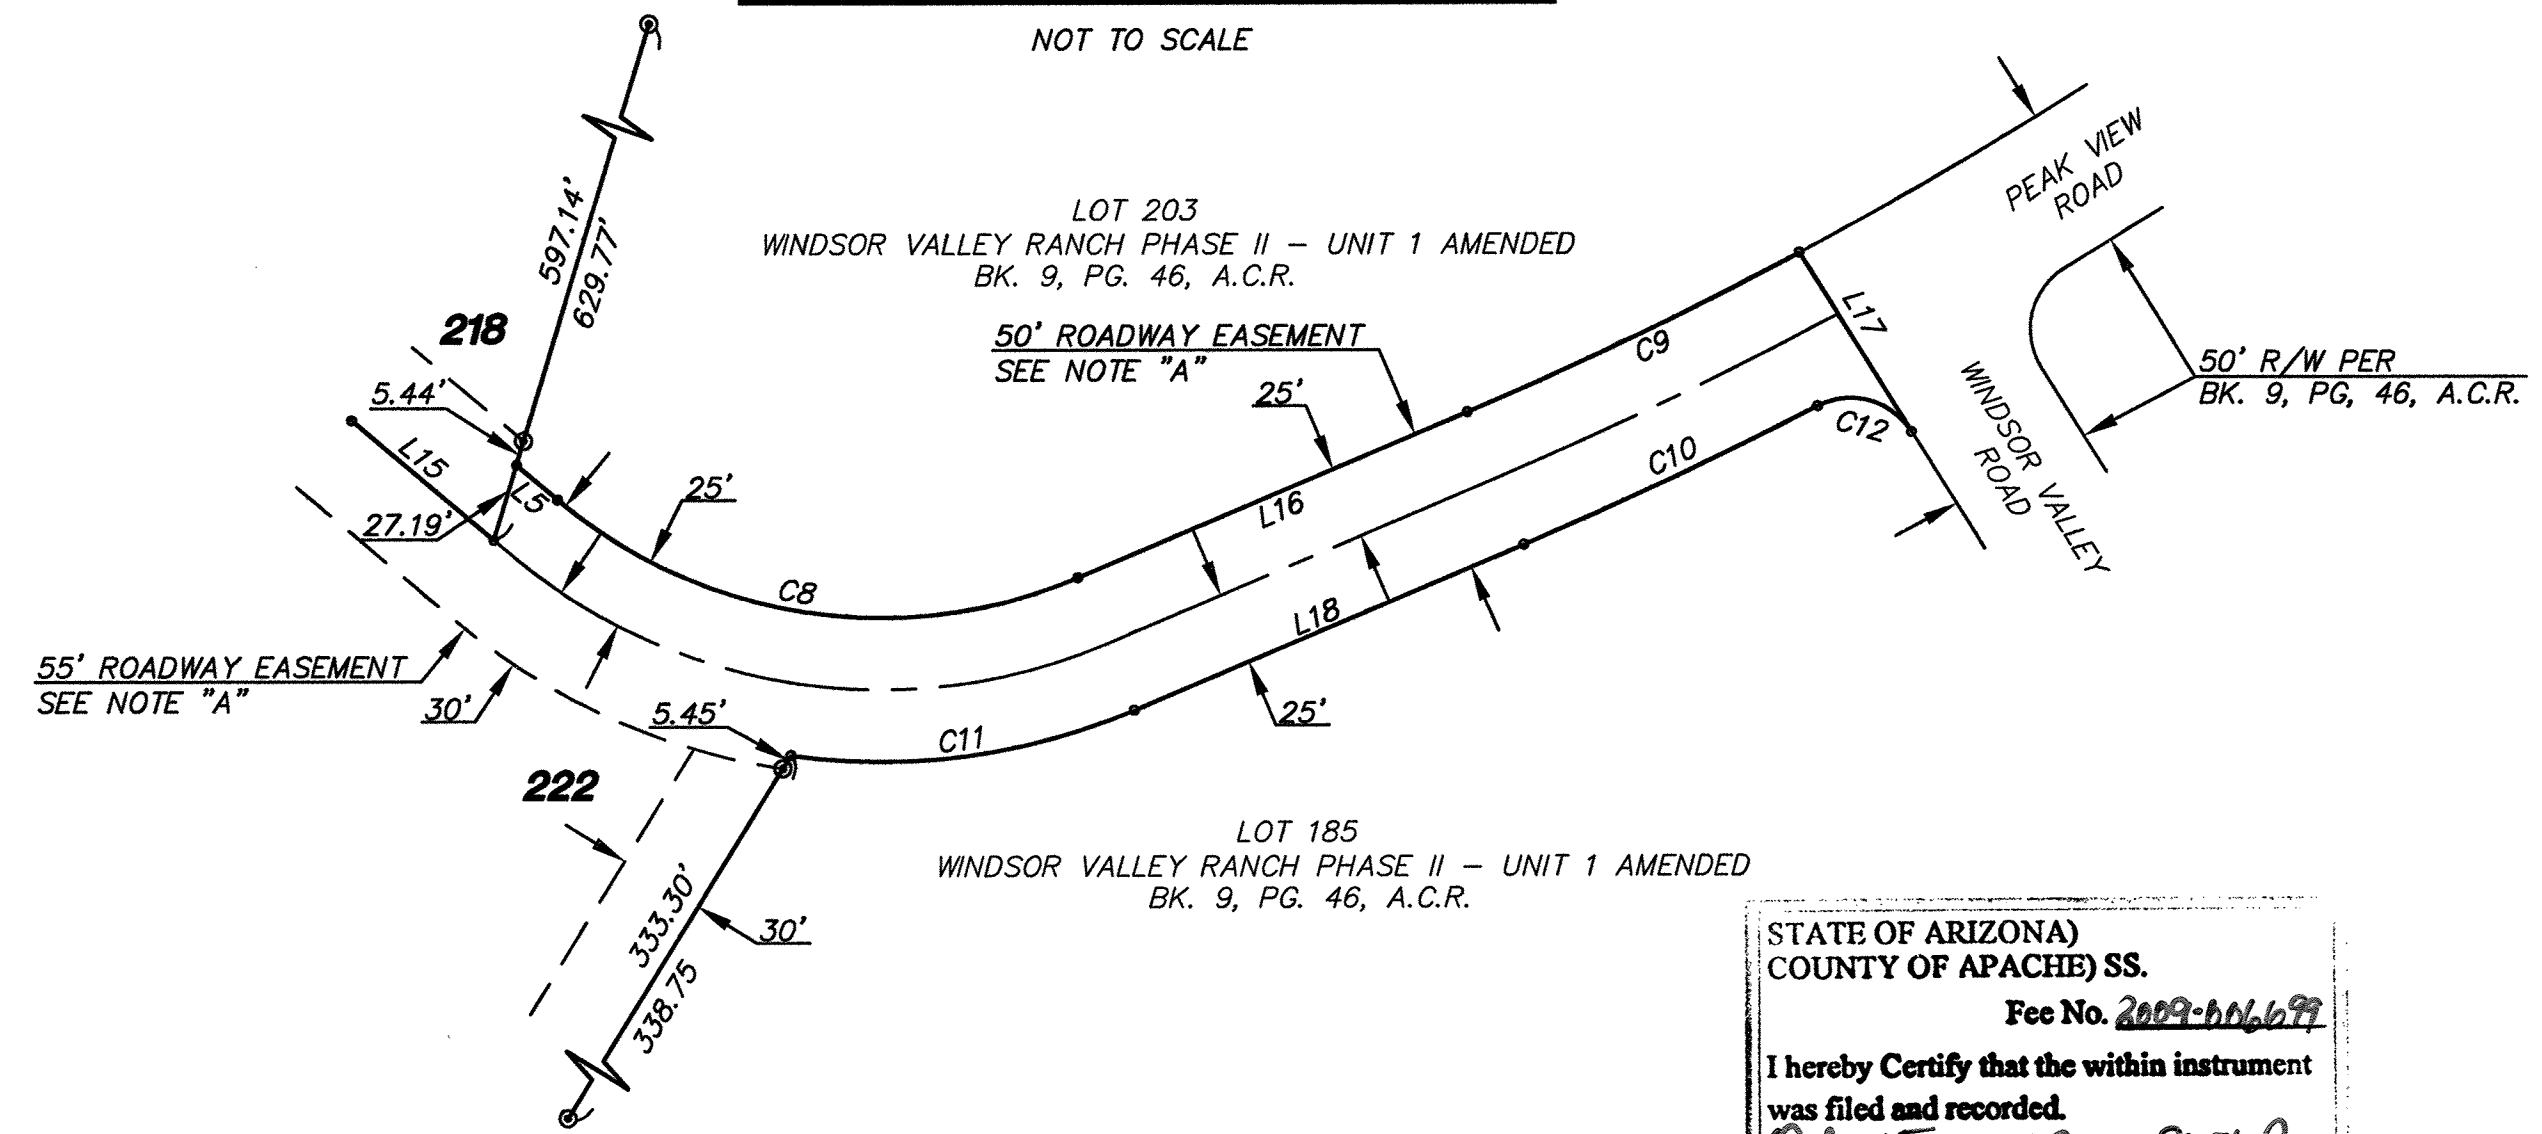 NOT TO SCALE
PEAK VIEW
ROAD
597.14'
629.77'
LOT 203
WINDSOR VALLEY RANCH PHASE II – UNIT 1 AMENDED
BK. 9, PG. 46, A.C.R.
218
50' ROADWAY EASEMENT
SEE NOTE "A"
C9
L17
50' R/W PER
BK. 9, PG, 46, A.C.R.
5.44'
25'
C12
WINDSOR VALLEY
ROAD
L15
C10
L5
25'
27.19'
L16
C8
L18
55' ROADWAY EASEMENT
SEE NOTE "A"
30'
5.45'
25'
C11
222
LOT 185
WINDSOR VALLEY RANCH PHASE II – UNIT 1 AMENDED
BK. 9, PG. 46, A.C.R.
333.30'
338.75
30'
STATE OF ARIZONA)
COUNTY OF APACHE) SS.
Fee No. 2009-006699
I hereby Certify that the within instrument
was filed and recorded.